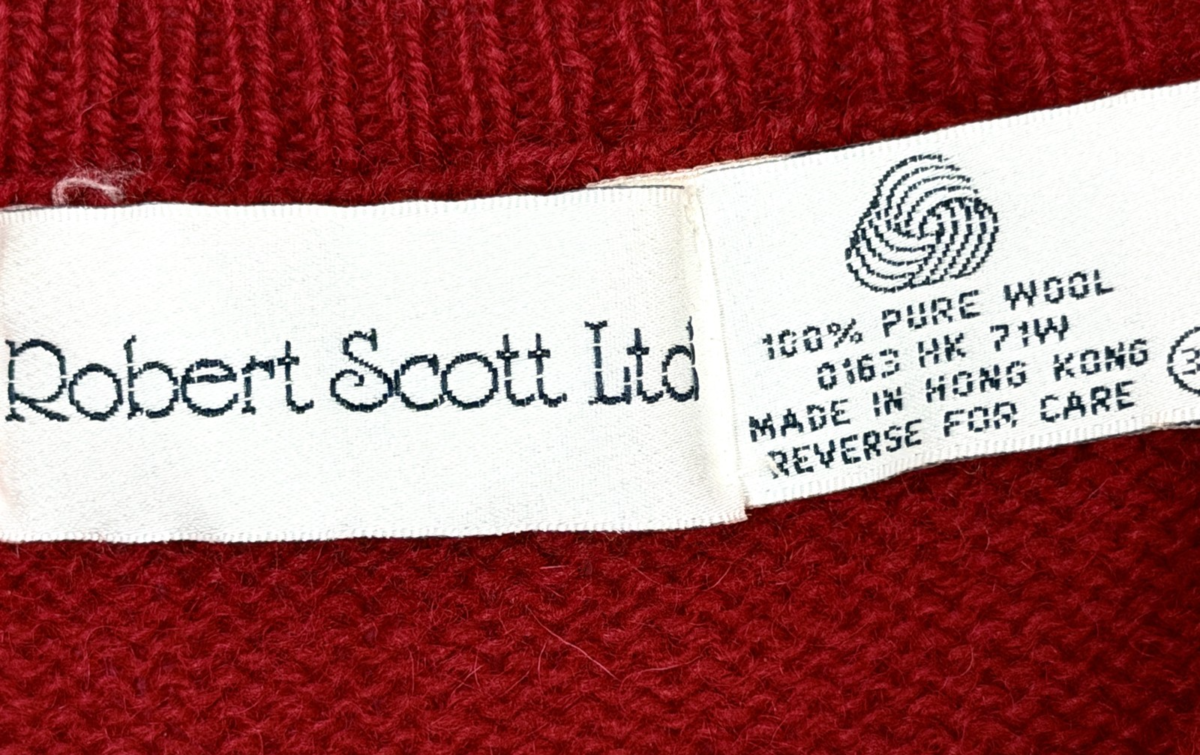 Robert Scott Ltd
100% PURE WOOL
0163 HK 71W
MADE IN HONG KONG
REVERSE FOR CARE